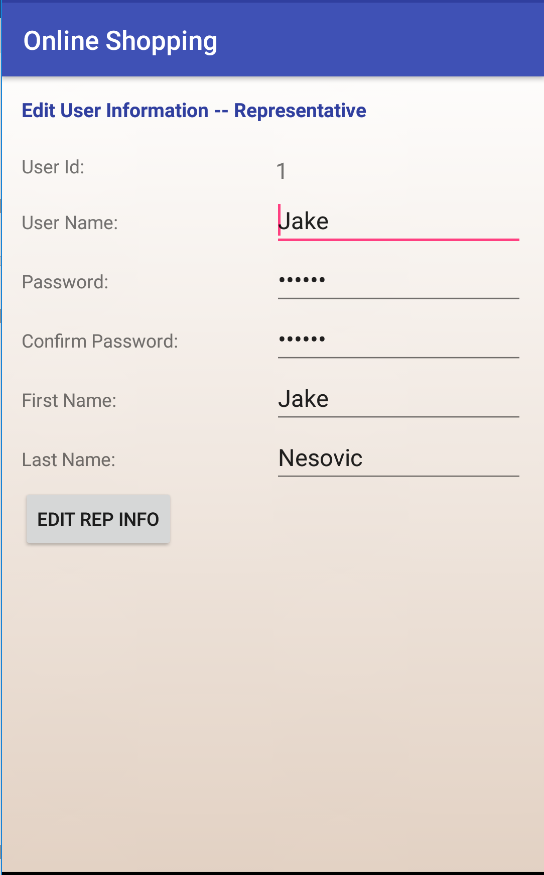 Online Shopping
Edit User Information -- Representative
User Id: 1
User Name: Jake
Password: ••••••
Confirm Password: ••••••
First Name: Jake
Last Name: Nesovic
EDIT REP INFO